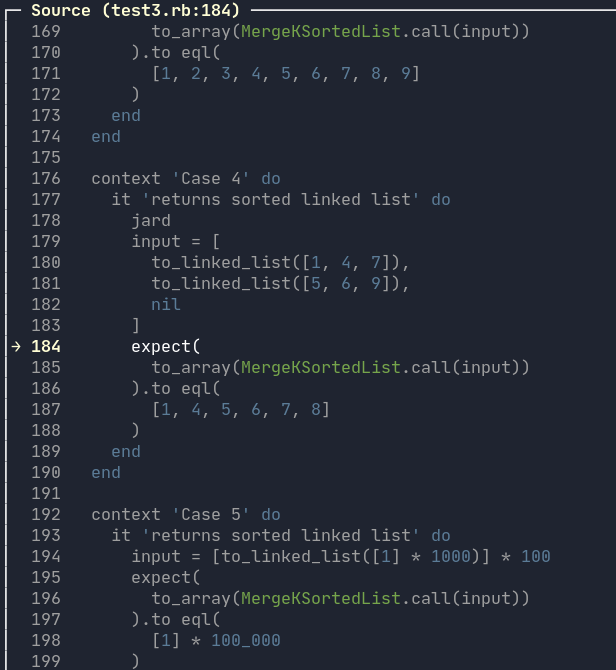 Source (test3.rb:184)
169         to_array(MergeKSortedList.call(input))
170       ).to eql(
171         [1, 2, 3, 4, 5, 6, 7, 8, 9]
172       )
173     end
174   end
175
176   context 'Case 4' do
177     it 'returns sorted linked list' do
178       jard
179       input = [
180         to_linked_list([1, 4, 7]),
181         to_linked_list([5, 6, 9]),
182         nil
183       ]
→ 184       expect(
185         to_array(MergeKSortedList.call(input))
186       ).to eql(
187         [1, 4, 5, 6, 7, 8]
188       )
189     end
190   end
191
192   context 'Case 5' do
193     it 'returns sorted linked list' do
194       input = [to_linked_list([1] * 1000)] * 100
195       expect(
196         to_array(MergeKSortedList.call(input))
197       ).to eql(
198         [1] * 100_000
199       )